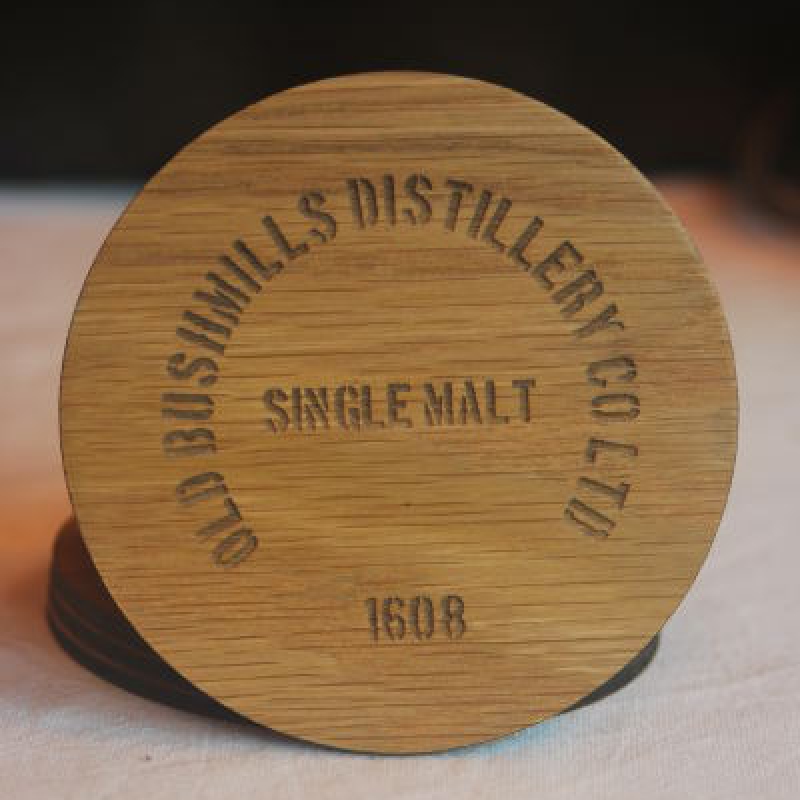 OLD BUSHMILLS DISTILLERY CO LTD
SINGLE MALT
1608